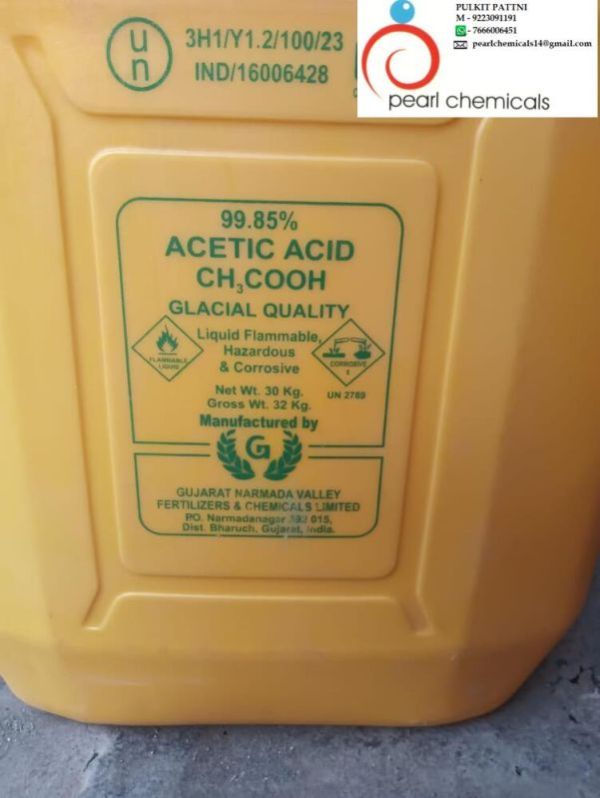 PULKIT PATTNI
M - 9223091191
- 7666006451
pearlchemicals14@gmail.com
pearl chemicals
un
3H1/Y1.2/100/23
IND/16006428
99.85%
ACETIC ACID
CH₃COOH
GLACIAL QUALITY
Liquid Flammable,
Hazardous
& Corrosive
FLAMMABLE
LIQUID
CORROSIVE
Net Wt. 30 Kg.
Gross Wt. 32 Kg.
UN 2789
Manufactured by
G
GUJARAT NARMADA VALLEY
FERTILIZERS & CHEMICALS LIMITED
PO. Narmadanagar 015,
Dist. Bharuch, Gujarat, India.